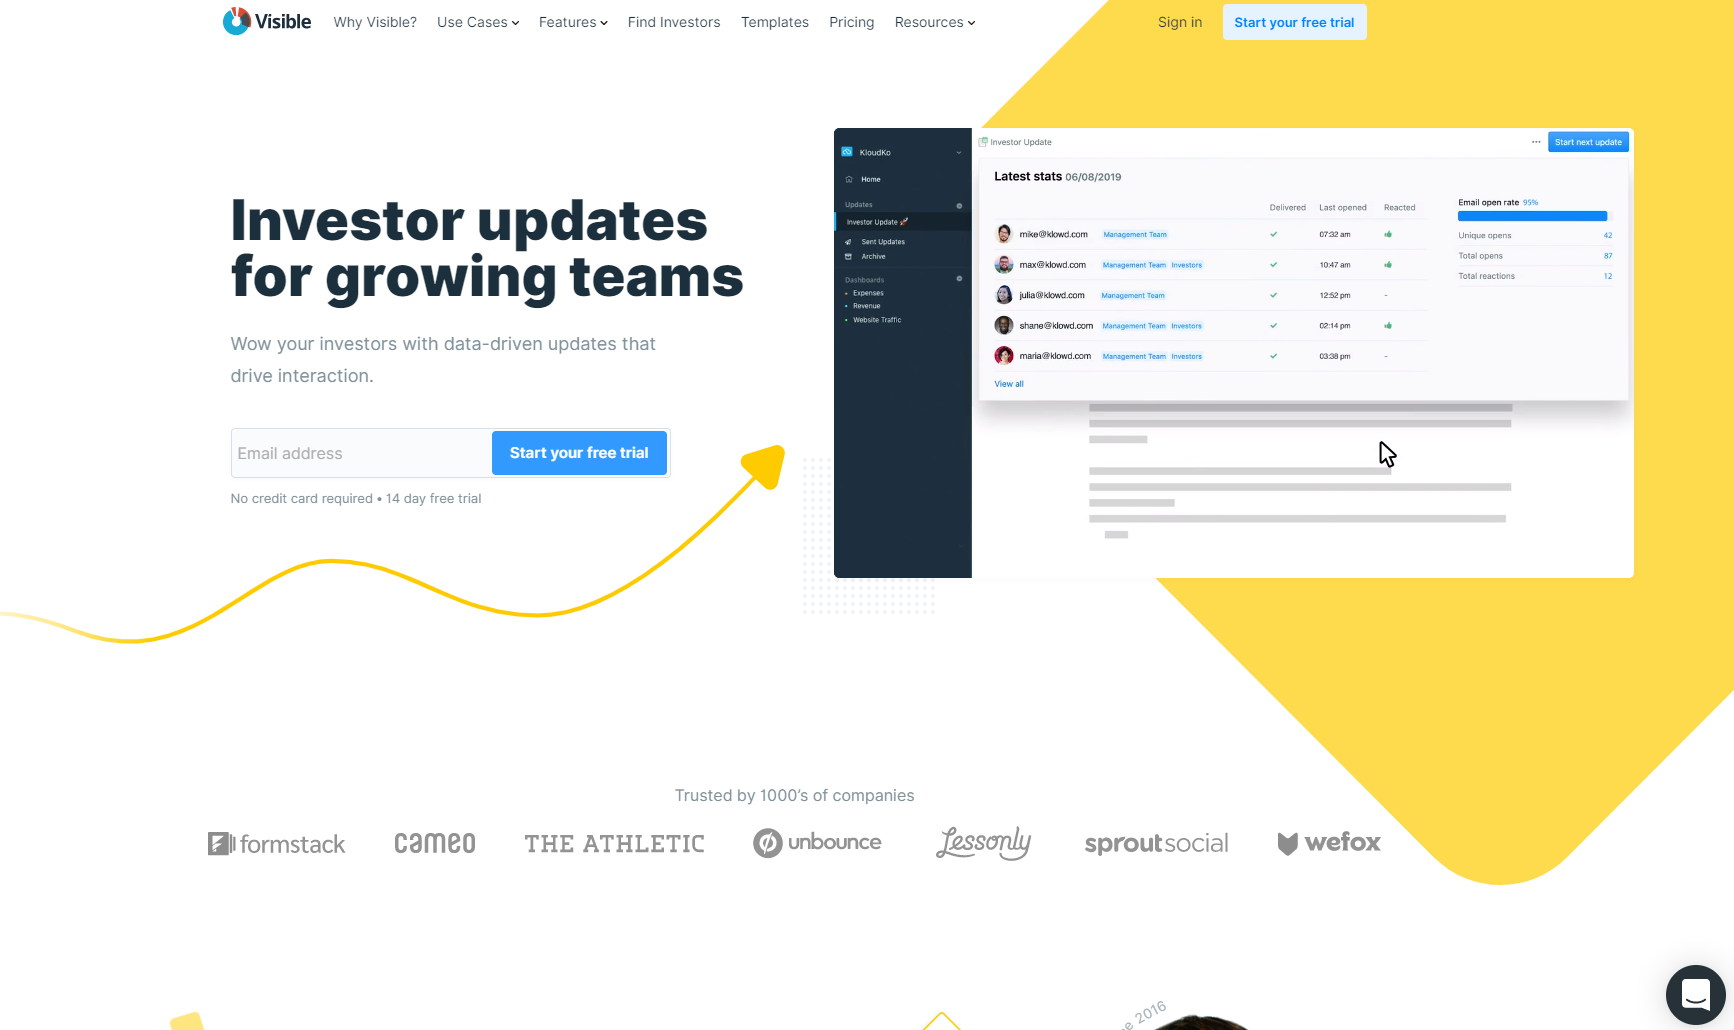 Visible
Why Visible? Use Cases Features Find Investors Templates Pricing Resources
Sign in Start your free trial
Investor updates
for growing teams
Wow your investors with data-driven updates that
drive interaction.
Email address Start your free trial
No credit card required • 14 day free trial
KloudKo
Home
Updates
Investor Update 🚀
Sent Updates
Archive
Dashboards
Expenses
Revenue
Website Traffic
Investor Update ... Start next update
Latest stats 06/08/2019
Delivered Last opened Reacted
mike@klowd.com Management Team 07:32 am
max@klowd.com Management Team Investors 10:47 am
julia@klowd.com Management Team 12:52 pm -
shane@klowd.com Management Team Investors 02:14 pm
maria@klowd.com Management Team Investors 03:38 pm -
View all
Email open rate 95%
Unique opens 42
Total opens 87
Total reactions 12
Trusted by 1000's of companies
formstack
CAMEO
THE ATHLETIC
unbounce
Lessonly
sproutsocial
wefox
2016